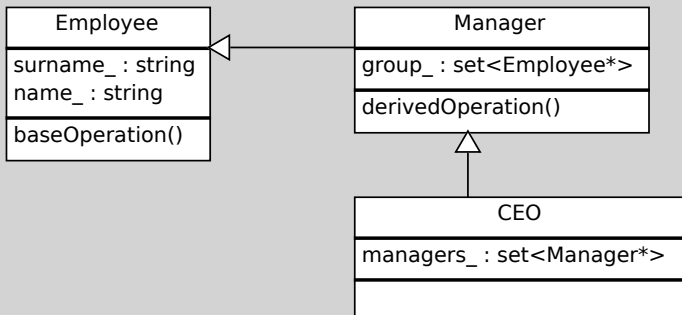 Employee
surname_ : string
name_ : string
baseOperation()
Manager
group_ : set<Employee*>
derivedOperation()
CEO
managers_ : set<Manager*>